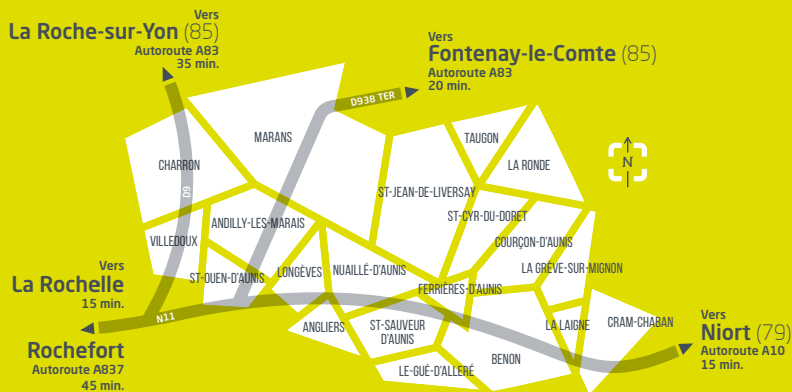 Vers
La Roche-sur-Yon (85)
Autoroute A83
35 min.
Vers
Fontenay-le-Comte (85)
Autoroute A83
20 min.
D938 TER
MARANS
TAUGON
CHARRON
LA RONDE
N
D9
ST-JEAN-DE-LIVERSAY
ST-CYR-DU-DORET
ANDILLY-LES-MARAIS
VILLEDOUX
COURÇON-D'AUNIS
ST-OUEN-D'AUNIS
LONGÈVES
NUAILLÉ-D'AUNIS
LA GRÈVE-SUR-MIGNON
FERRIÈRES-D'AUNIS
Vers
La Rochelle
15 min.
N11
ANGLIERS
ST-SAUVEUR
D'AUNIS
LA LAIGNE
CRAM-CHABAN
BENON
LE-GUÉ-D'ALLERÉ
Rochefort
Autoroute A837
45 min.
Vers
Niort (79)
Autoroute A10
15 min.